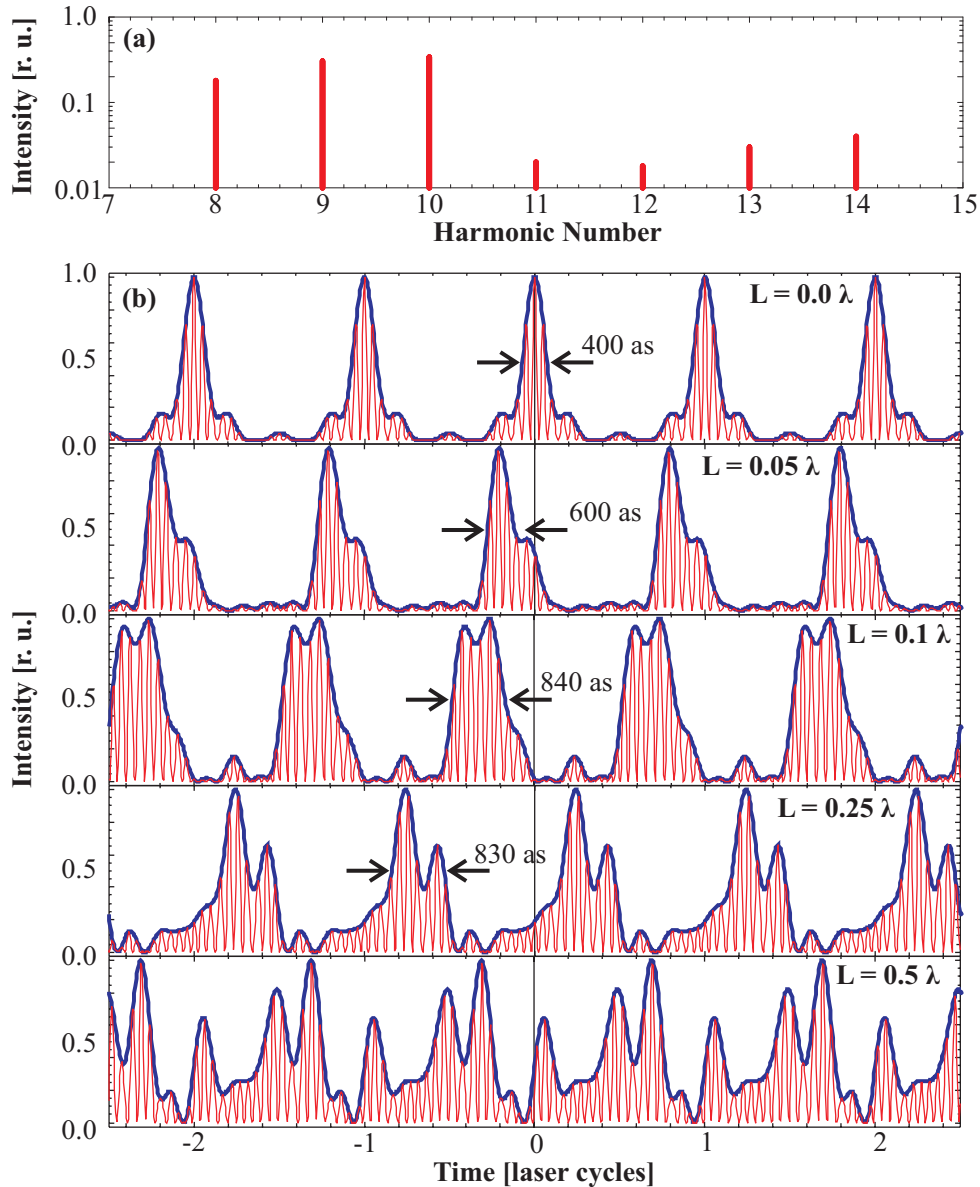 (a)
Intensity [r. u.]
1.0
0.1
0.01
7 8 9 10 11 12 13 14 15
Harmonic Number
(b)
Intensity [r. u.]
1.0
0.5
0.0
L = 0.0 λ
400 as
0.5
0.0
L = 0.05 λ
600 as
0.5
0.0
L = 0.1 λ
840 as
0.5
0.0
L = 0.25 λ
830 as
0.5
0.0
L = 0.5 λ
-2 -1 0 1 2
Time [laser cycles]